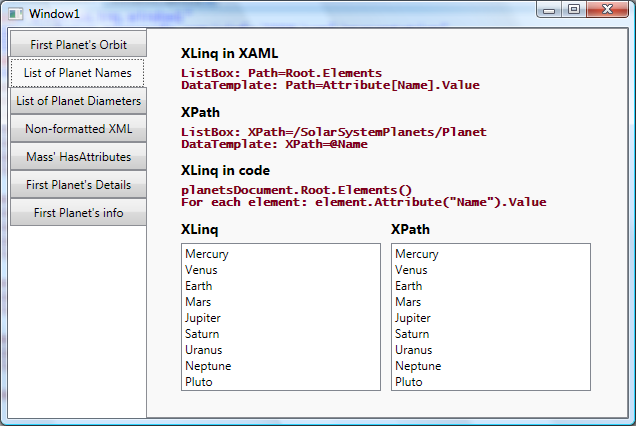 Window1
First Planet's Orbit
List of Planet Names
List of Planet Diameters
Non-formatted XML
Mass' HasAttributes
First Planet's Details
First Planet's info
XLinq in XAML
ListBox: Path=Root.Elements
DataTemplate: Path=Attribute[Name].Value
XPath
ListBox: XPath=/SolarSystemPlanets/Planet
DataTemplate: XPath=@Name
XLinq in code
planetsDocument.Root.Elements()
For each element: element.Attribute("Name").Value
XLinq
Mercury
Venus
Earth
Mars
Jupiter
Saturn
Uranus
Neptune
Pluto
XPath
Mercury
Venus
Earth
Mars
Jupiter
Saturn
Uranus
Neptune
Pluto